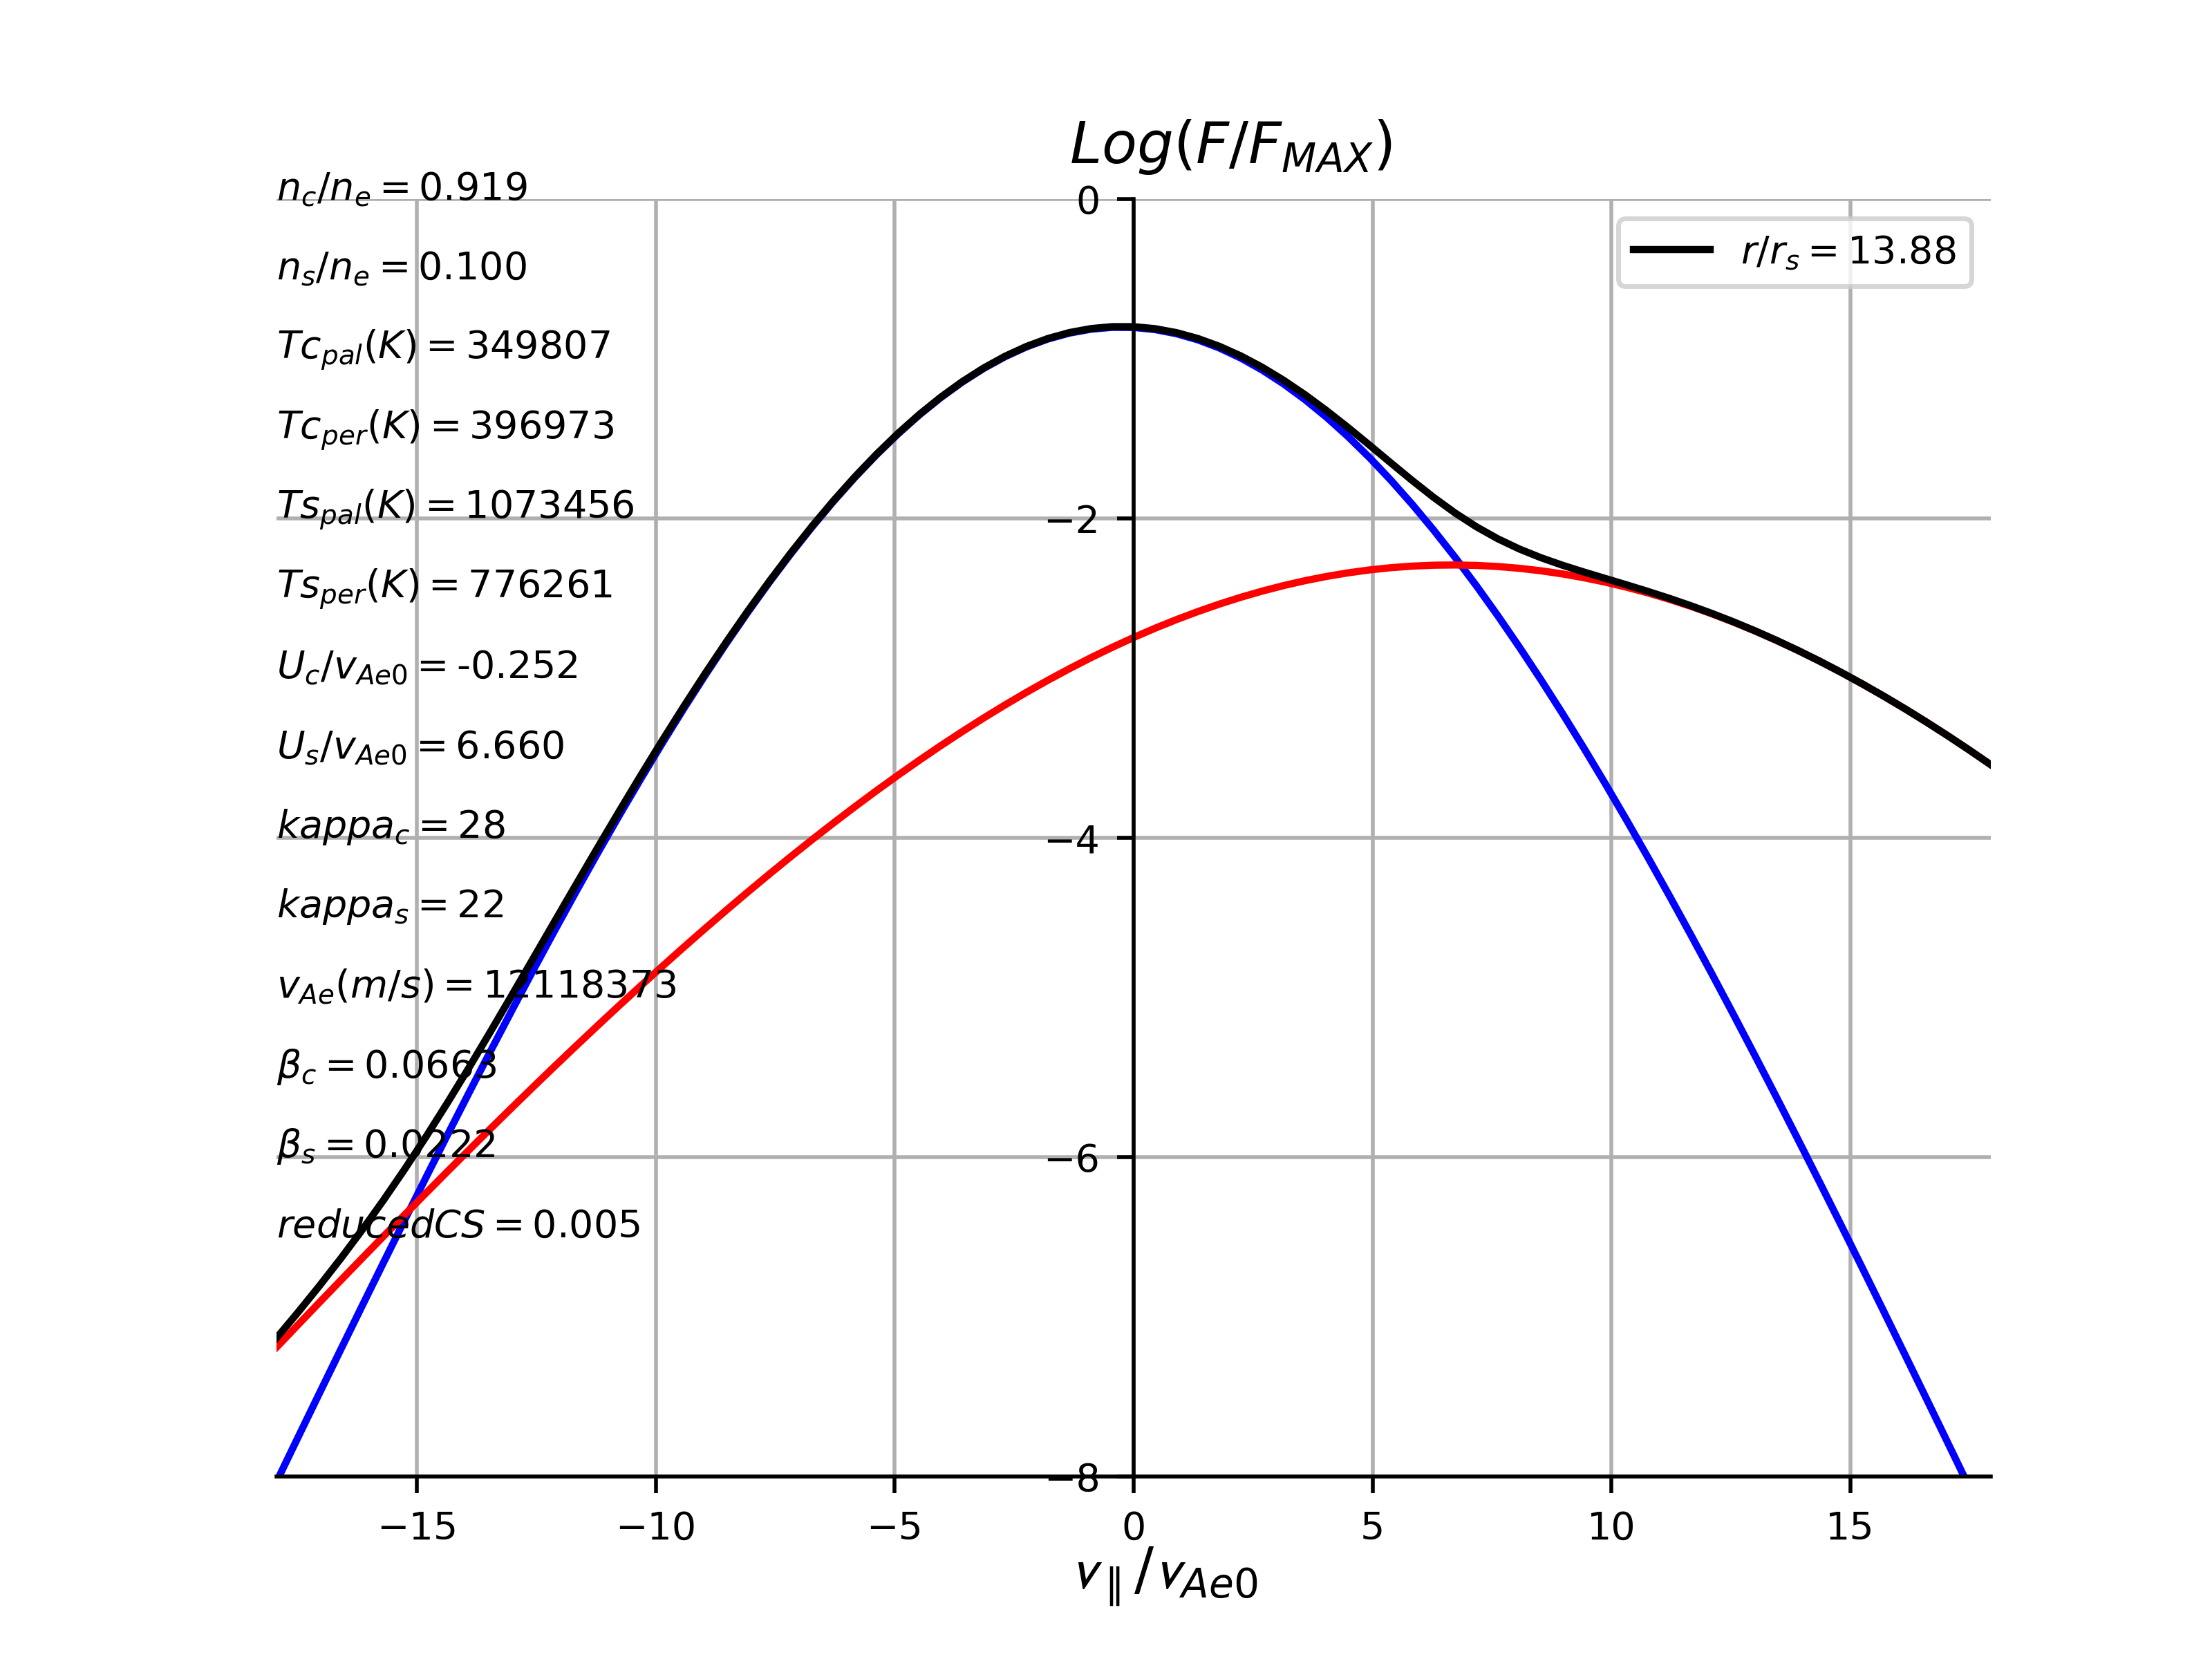 Log(F/F_MAX)
n_c/n_e = 0.919
n_s/n_e = 0.100
Tc_pal(K) = 349807
Tc_per(K) = 396973
Ts_pal(K) = 1073456
Ts_per(K) = 776261
U_c/v_Ae0 = -0.252
U_s/v_Ae0 = 6.660
kappa_c = 28
kappa_s = 22
v_Ae(m/s) = 12118373
β_c = 0.0663
β_s = 0.0222
reducedCS = 0.005
r/r_s = 13.88
0
−2
−4
−6
−8
−15 −10 −5 0 5 10 15
v_∥/v_Ae0